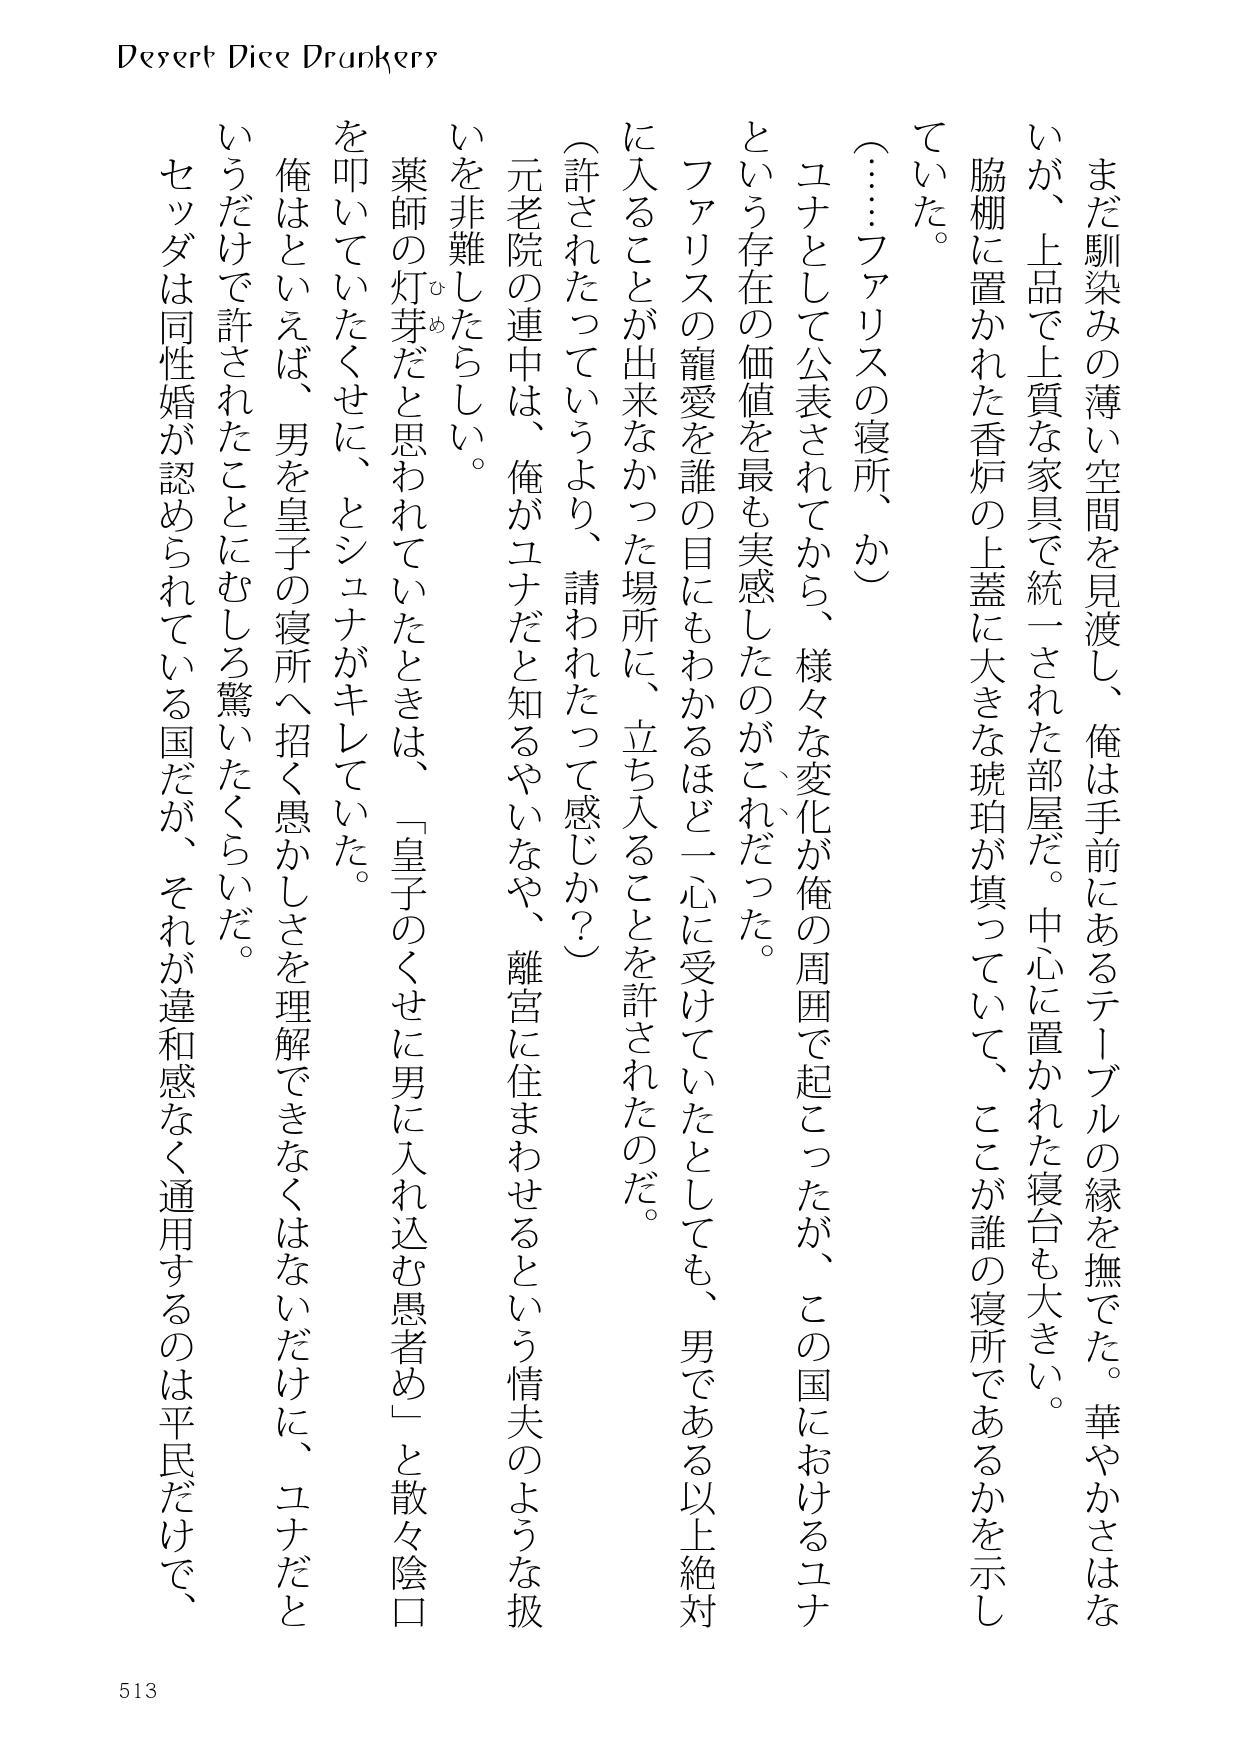 Desert Dice Drunkers
まだ馴染みの薄い空間を見渡し、俺は手前にあるテーブルの縁を撫でた。華やかさはな
いが、上品で上質な家具で統一された部屋だ。中心に置かれた寝台も大きい。
脇棚に置かれた香炉の上蓋に大きな琥珀が填っていて、ここが誰の寝所であるかを示し
ていた。
（……ファリスの寝所、か）
ユナとして公表されてから、様々な変化が俺の周囲で起こったが、この国におけるユナ
という存在の価値を最も実感したのがこれだった。
ファリスの寵愛を誰の目にもわかるほど一心に受けていたとしても、男である以上絶対
に入ることが出来なかった場所に、立ち入ることを許されたのだ。
（許されたっていうより、請われたって感じか？）
元老院の連中は、俺がユナだと知るやいなや、離宮に住まわせるという情夫のような扱
いを非難したらしい。
薬師の灯芽ひめだと思われていたときは、「皇子のくせに男に入れ込む愚者め」と散々陰口
を叩いていたくせに、とシュナがキレていた。
俺はといえば、男を皇子の寝所へ招く愚かしさを理解できなくはないだけに、ユナだと
いうだけで許されたことにむしろ驚いたくらいだ。
セッダは同性婚が認められている国だが、それが違和感なく通用するのは平民だけで、
513